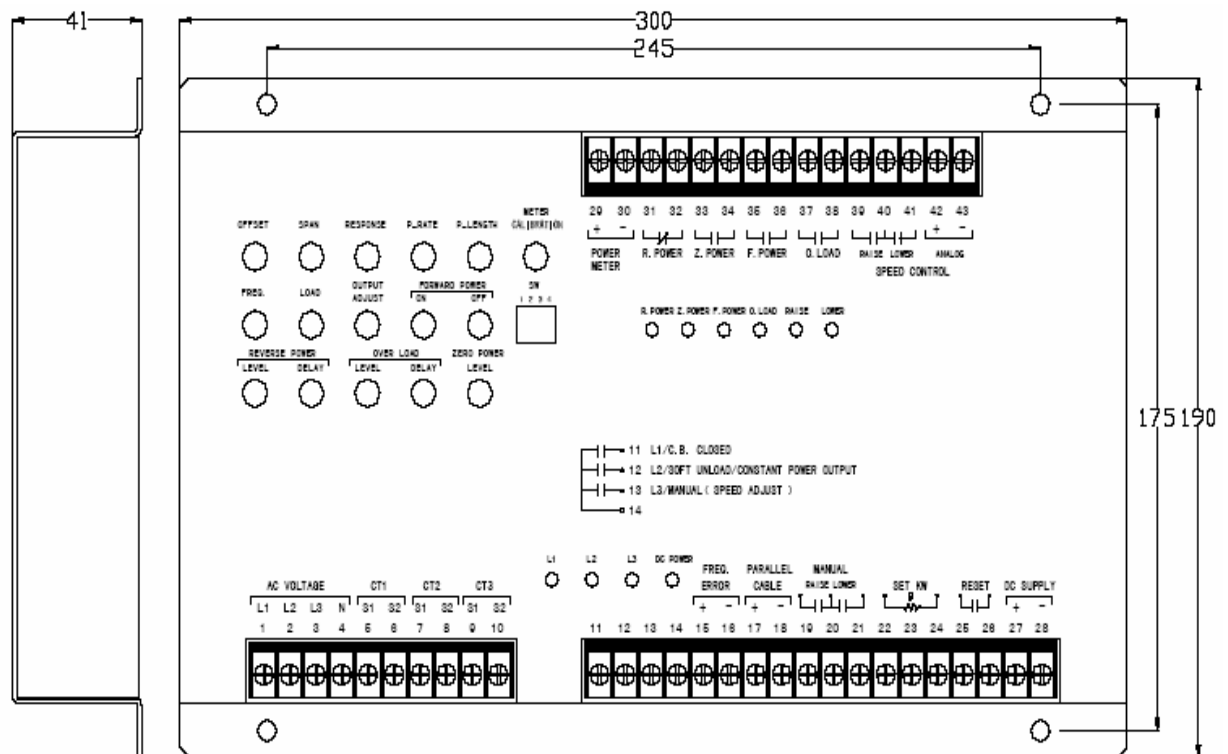 41
300
245
29 30 31 32 33 34 35 36 37 38 39 40 41 42 43
+ - + -
POWER METER R.POWER Z.POWER F.POWER O.LOAD RAISE LOWER ANALOG
SPEED CONTROL
OFFSET SPAN RESPONSE P_RATE P_LENGTH METER CALIBRATION
FREQ. LOAD OUTPUT ADJUST FORWARD POWER SW
ON OFF 1 2 3 4
R.POWER Z.POWER F.POWER O.LOAD RAISE LOWER
REVERSE POWER OVER LOAD ZERO POWER
LEVEL DELAY LEVEL DELAY LEVEL
175 190
11 L1/C.B. CLOSED
12 L2/SOFT UNLOAD/CONSTANT POWER OUTPUT
13 L3/MANUAL ( SPEED ADJUST )
14
L1 L2 L3 DC POWER
AC VOLTAGE CT1 CT2 CT3
L1 L2 L3 N S1 S2 S1 S2 S1 S2
1 2 3 4 5 6 7 8 9 10
FREQ. ERROR PARALLEL CABLE MANUAL RAISE LOWER SET KW RESET DC SUPPLY
+ - + - + -
11 12 13 14 15 16 17 18 19 20 21 22 23 24 25 26 27 28